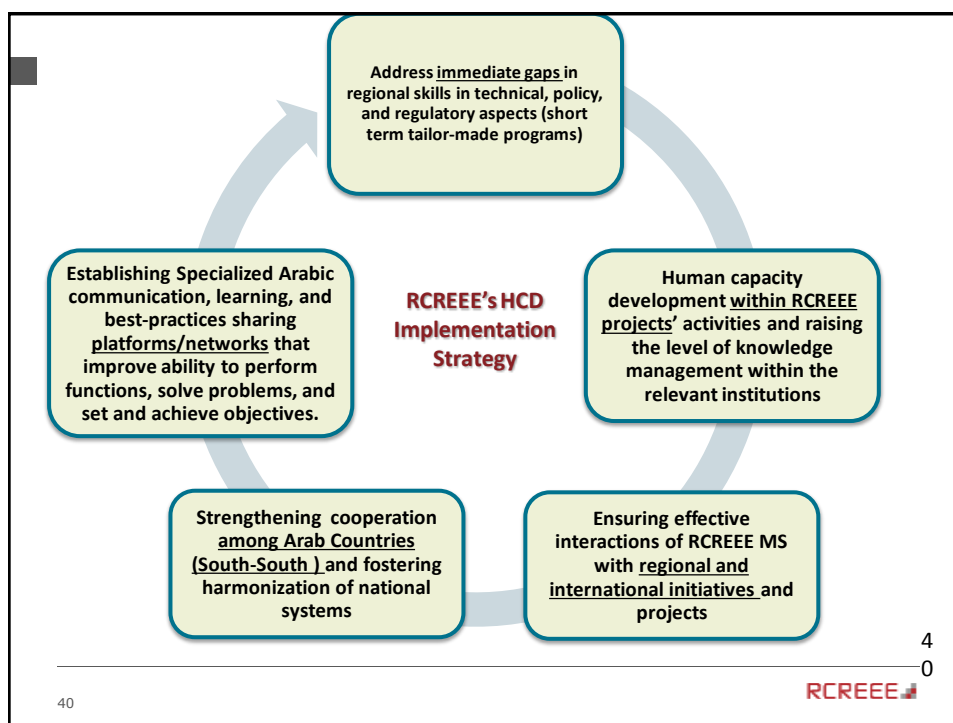 Address immediate gaps in
regional skills in technical, policy,
and regulatory aspects (short
term tailor-made programs)
Human capacity
development within RCREEE
projects’ activities and raising
the level of knowledge
management within the
relevant institutions
Ensuring effective
interactions of RCREEE MS
with regional and
international initiatives and
projects
Strengthening cooperation
among Arab Countries
(South-South ) and fostering
harmonization of national
systems
Establishing Specialized Arabic
communication, learning, and
best-practices sharing
platforms/networks that
improve ability to perform
functions, solve problems, and
set and achieve objectives.
RCREEE’s HCD
Implementation
Strategy
4
0
40
RCREEE